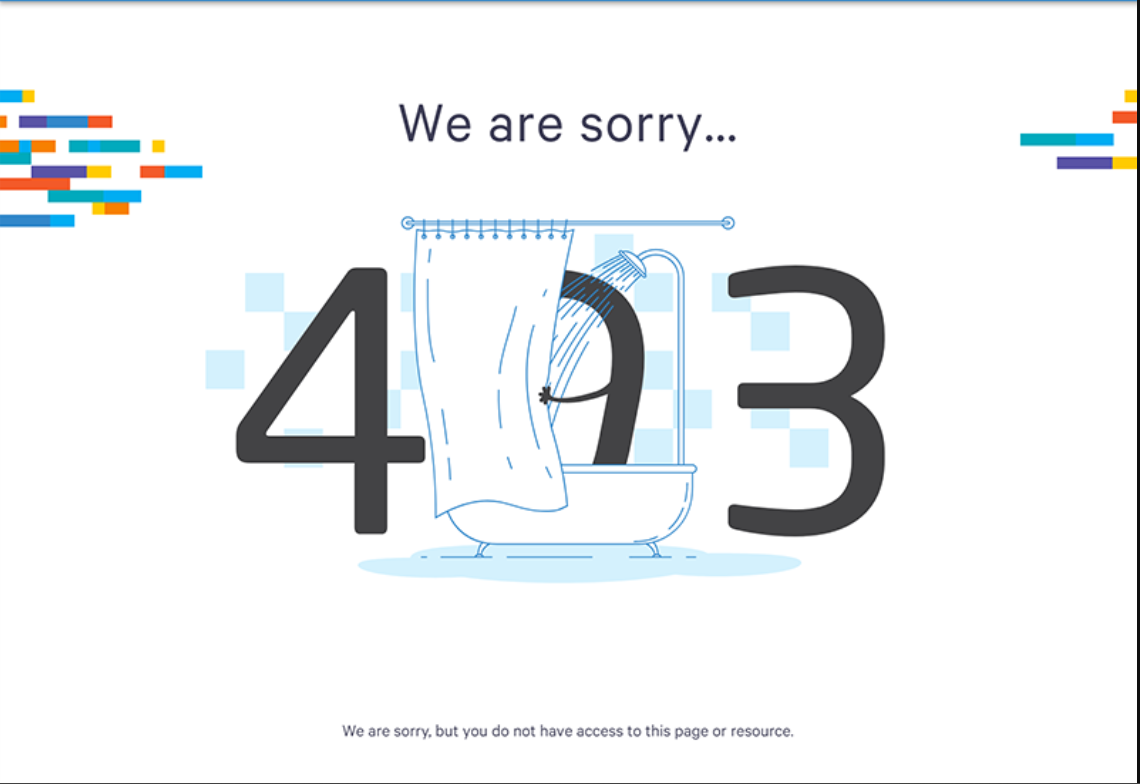 We are sorry...
403
We are sorry, but you do not have access to this page or resource.